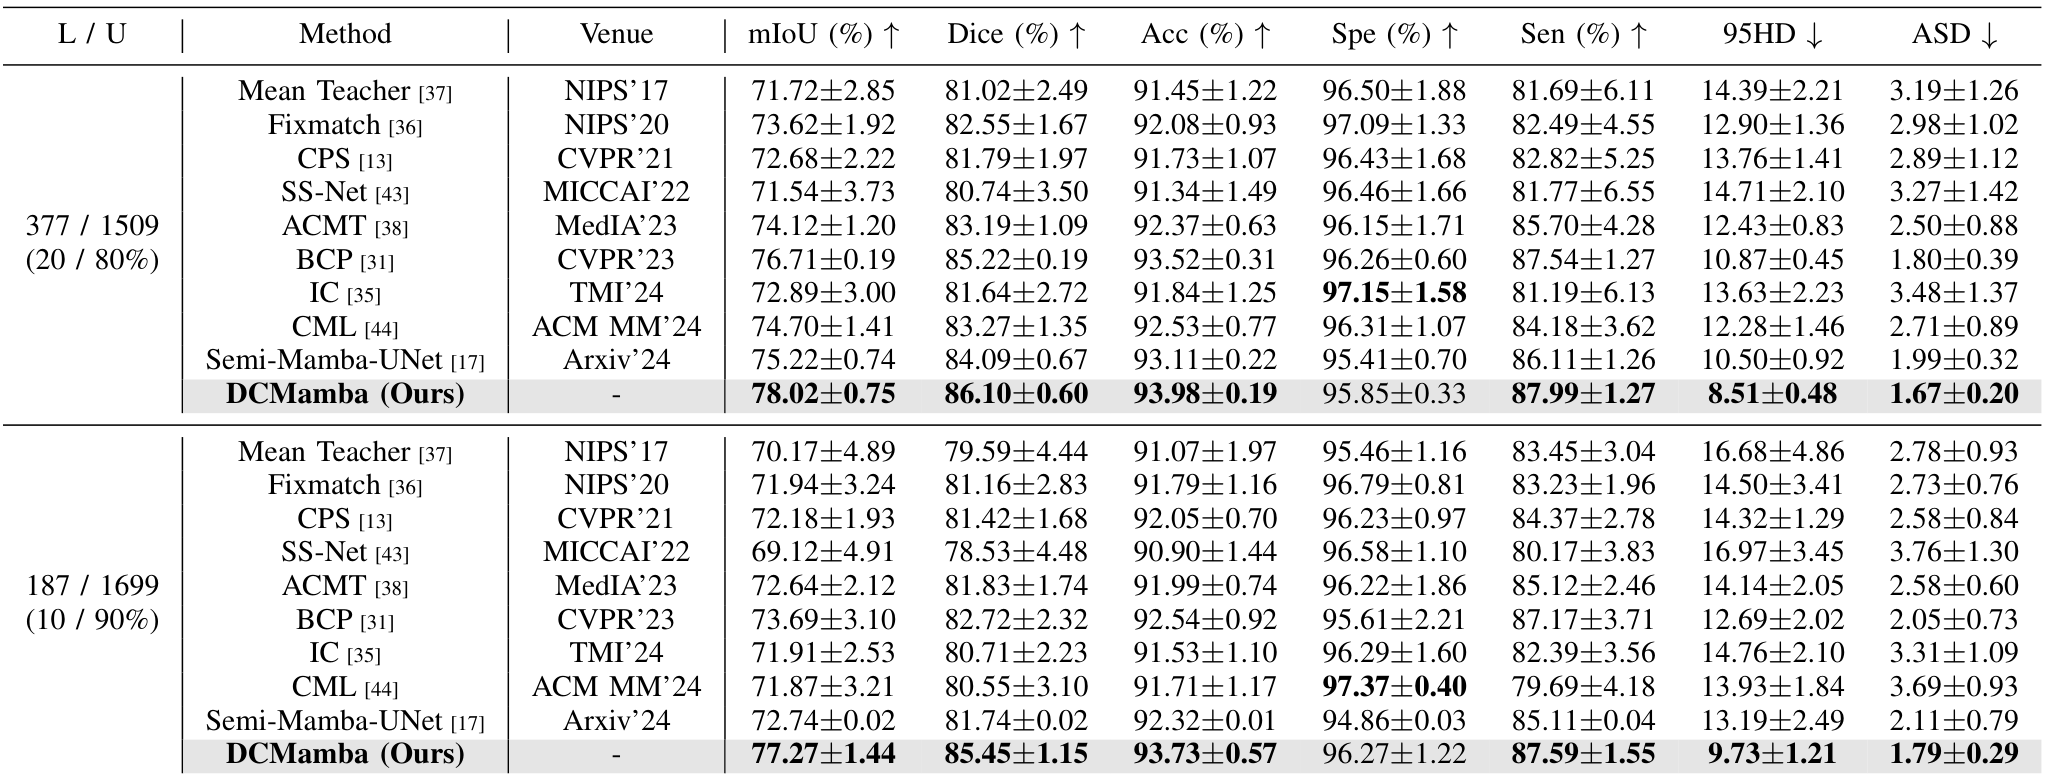 L / U Method Venue mIoU (%) ↑ Dice (%) ↑ Acc (%) ↑ Spe (%) ↑ Sen (%) ↑ 95HD ↓ ASD ↓
Mean Teacher [37] NIPS'17 71.72±2.85 81.02±2.49 91.45±1.22 96.50±1.88 81.69±6.11 14.39±2.21 3.19±1.26
Fixmatch [36] NIPS'20 73.62±1.92 82.55±1.67 92.08±0.93 97.09±1.33 82.49±4.55 12.90±1.36 2.98±1.02
CPS [13] CVPR'21 72.68±2.22 81.79±1.97 91.73±1.07 96.43±1.68 82.82±5.25 13.76±1.41 2.89±1.12
SS-Net [43] MICCAI'22 71.54±3.73 80.74±3.50 91.34±1.49 96.46±1.66 81.77±6.55 14.71±2.10 3.27±1.42
377 / 1509 ACMT [38] MedIA'23 74.12±1.20 83.19±1.09 92.37±0.63 96.15±1.71 85.70±4.28 12.43±0.83 2.50±0.88
(20 / 80%) BCP [31] CVPR'23 76.71±0.19 85.22±0.19 93.52±0.31 96.26±0.60 87.54±1.27 10.87±0.45 1.80±0.39
IC [35] TMI'24 72.89±3.00 81.64±2.72 91.84±1.25 97.15±1.58 81.19±6.13 13.63±2.23 3.48±1.37
CML [44] ACM MM'24 74.70±1.41 83.27±1.35 92.53±0.77 96.31±1.07 84.18±3.62 12.28±1.46 2.71±0.89
Semi-Mamba-UNet [17] Arxiv'24 75.22±0.74 84.09±0.67 93.11±0.22 95.41±0.70 86.11±1.26 10.50±0.92 1.99±0.32
DCMamba (Ours) - 78.02±0.75 86.10±0.60 93.98±0.19 95.85±0.33 87.99±1.27 8.51±0.48 1.67±0.20
Mean Teacher [37] NIPS'17 70.17±4.89 79.59±4.44 91.07±1.97 95.46±1.16 83.45±3.04 16.68±4.86 2.78±0.93
Fixmatch [36] NIPS'20 71.94±3.24 81.16±2.83 91.79±1.16 96.79±0.81 83.23±1.96 14.50±3.41 2.73±0.76
CPS [13] CVPR'21 72.18±1.93 81.42±1.68 92.05±0.70 96.23±0.97 84.37±2.78 14.32±1.29 2.58±0.84
SS-Net [43] MICCAI'22 69.12±4.91 78.53±4.48 90.90±1.44 96.58±1.10 80.17±3.83 16.97±3.45 3.76±1.30
187 / 1699 ACMT [38] MedIA'23 72.64±2.12 81.83±1.74 91.99±0.74 96.22±1.86 85.12±2.46 14.14±2.05 2.58±0.60
(10 / 90%) BCP [31] CVPR'23 73.69±3.10 82.72±2.32 92.54±0.92 95.61±2.21 87.17±3.71 12.69±2.02 2.05±0.73
IC [35] TMI'24 71.91±2.53 80.71±2.23 91.53±1.10 96.29±1.60 82.39±3.56 14.76±2.10 3.31±1.09
CML [44] ACM MM'24 71.87±3.21 80.55±3.10 91.71±1.17 97.37±0.40 79.69±4.18 13.93±1.84 3.69±0.93
Semi-Mamba-UNet [17] Arxiv'24 72.74±0.02 81.74±0.02 92.32±0.01 94.86±0.03 85.11±0.04 13.19±2.49 2.11±0.79
DCMamba (Ours) - 77.27±1.44 85.45±1.15 93.73±0.57 96.27±1.22 87.59±1.55 9.73±1.21 1.79±0.29